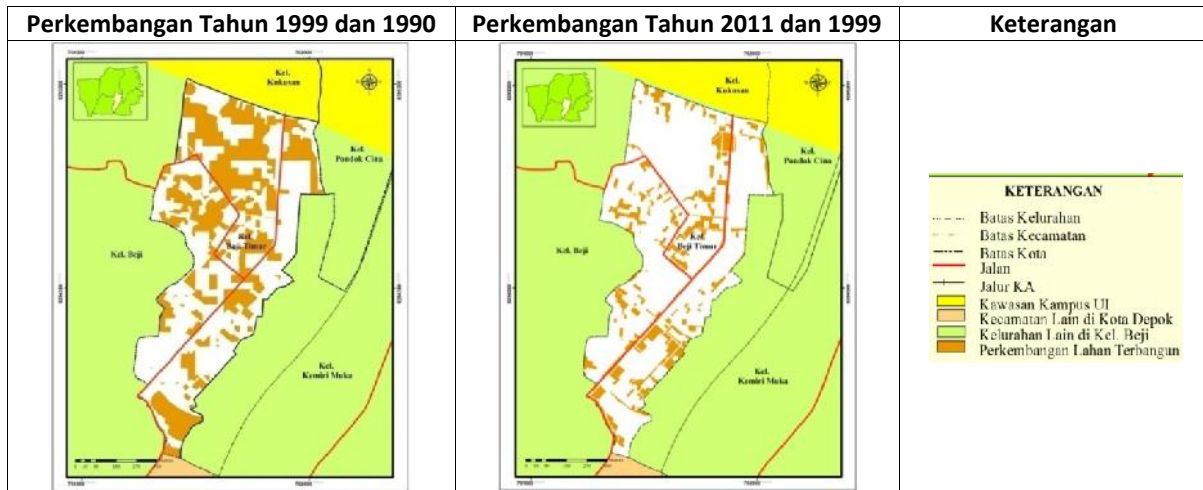 Perkembangan Tahun 1999 dan 1990
Perkembangan Tahun 2011 dan 1999
Keterangan
Kel.
Kukusan
Kel.
Pondok Cina
Kel. Beji
Kel.
Beji Timur
Kel.
Kemiri Muka
Kel.
Kukusan
Kel.
Pondok Cina
Kel. Beji
Kel.
Beji Timur
Kel.
Kemiri Muka
KETERANGAN
Batas Kelurahan
Batas Kecamatan
Batas Kota
Jalan
Jalur KA
Kawasan Kampus UI
Kecamatan Lain di Kota Depok
Kelurahan Lain di Kel. Beji
Perkembangan Lahan Terbangun